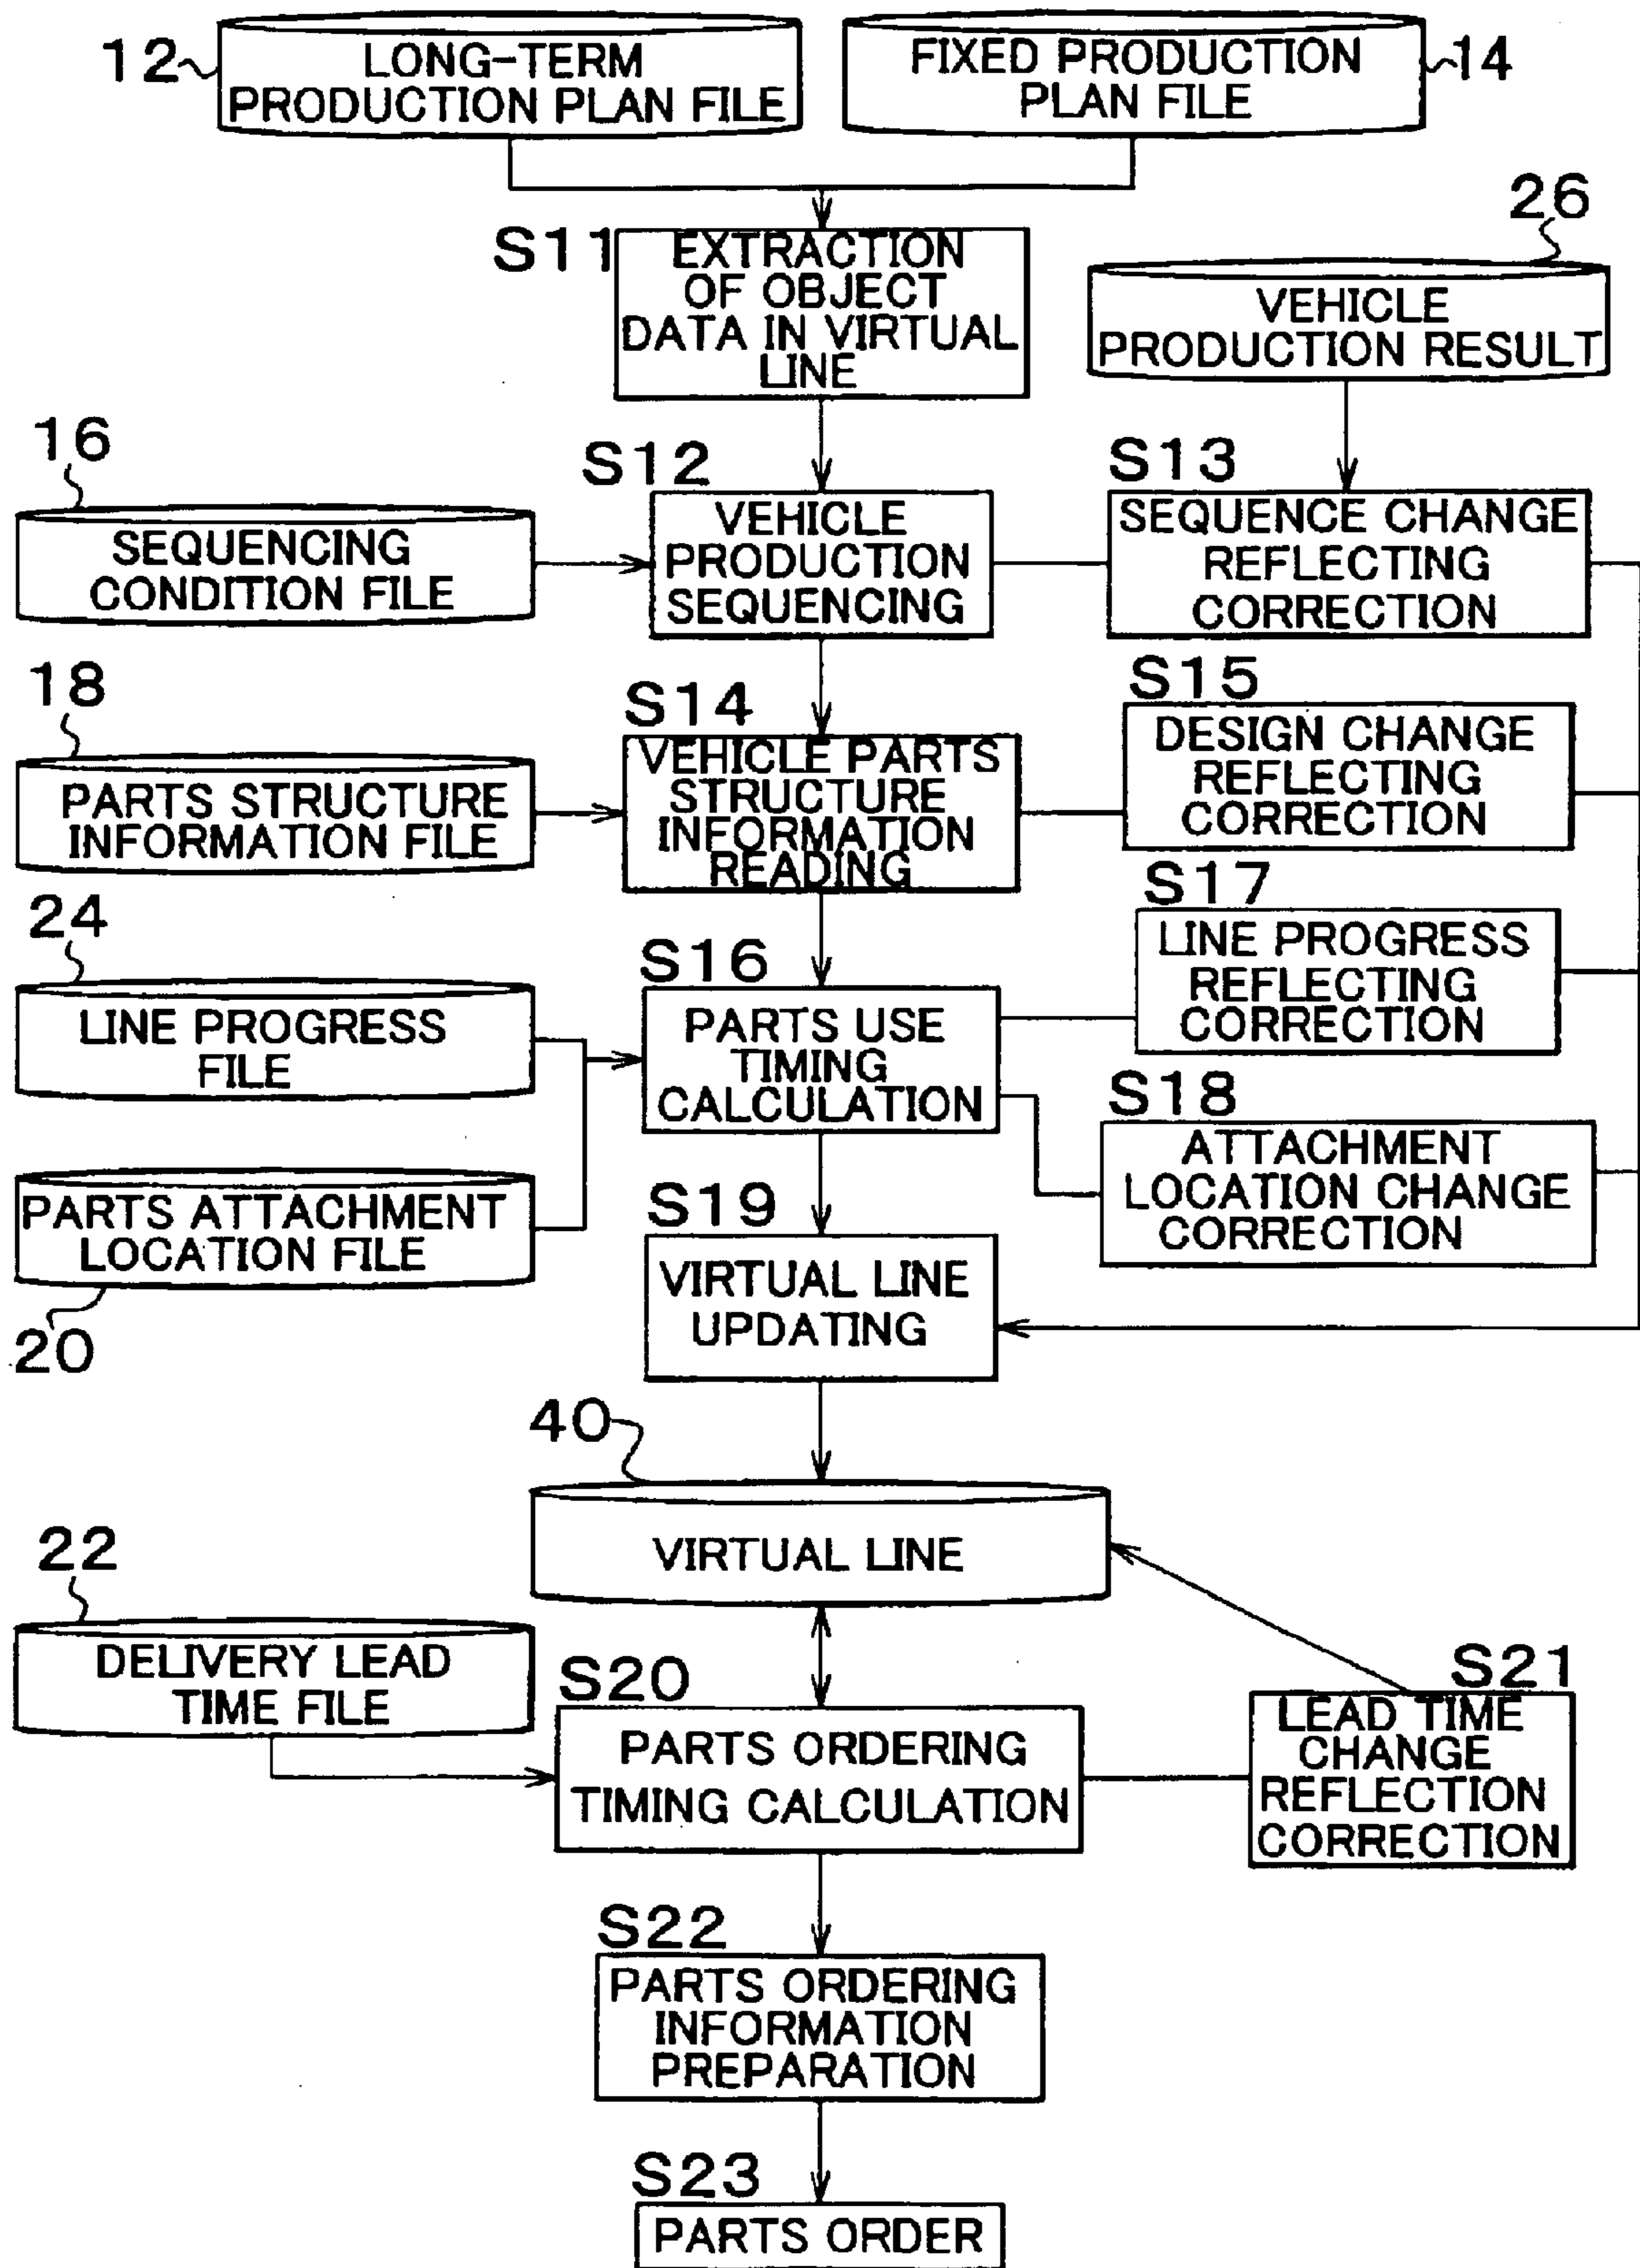 12
LONG-TERM
PRODUCTION PLAN FILE
FIXED PRODUCTION
PLAN FILE
14
S11
EXTRACTION
OF OBJECT
DATA IN VIRTUAL
LINE
26
VEHICLE
PRODUCTION RESULT
16
SEQUENCING
CONDITION FILE
S12
VEHICLE
PRODUCTION
SEQUENCING
S13
SEQUENCE CHANGE
REFLECTING
CORRECTION
18
PARTS STRUCTURE
INFORMATION FILE
S14
VEHICLE PARTS
STRUCTURE
INFORMATION
READING
S15
DESIGN CHANGE
REFLECTING
CORRECTION
24
LINE PROGRESS
FILE
S16
PARTS USE
TIMING
CALCULATION
S17
LINE PROGRESS
REFLECTING
CORRECTION
S18
ATTACHMENT
LOCATION CHANGE
CORRECTION
PARTS ATTACHMENT
LOCATION FILE
20
S19
VIRTUAL LINE
UPDATING
40
VIRTUAL LINE
22
DELIVERY LEAD
TIME FILE
S20
PARTS ORDERING
TIMING CALCULATION
S21
LEAD TIME
CHANGE
REFLECTION
CORRECTION
S22
PARTS ORDERING
INFORMATION
PREPARATION
S23
PARTS ORDER